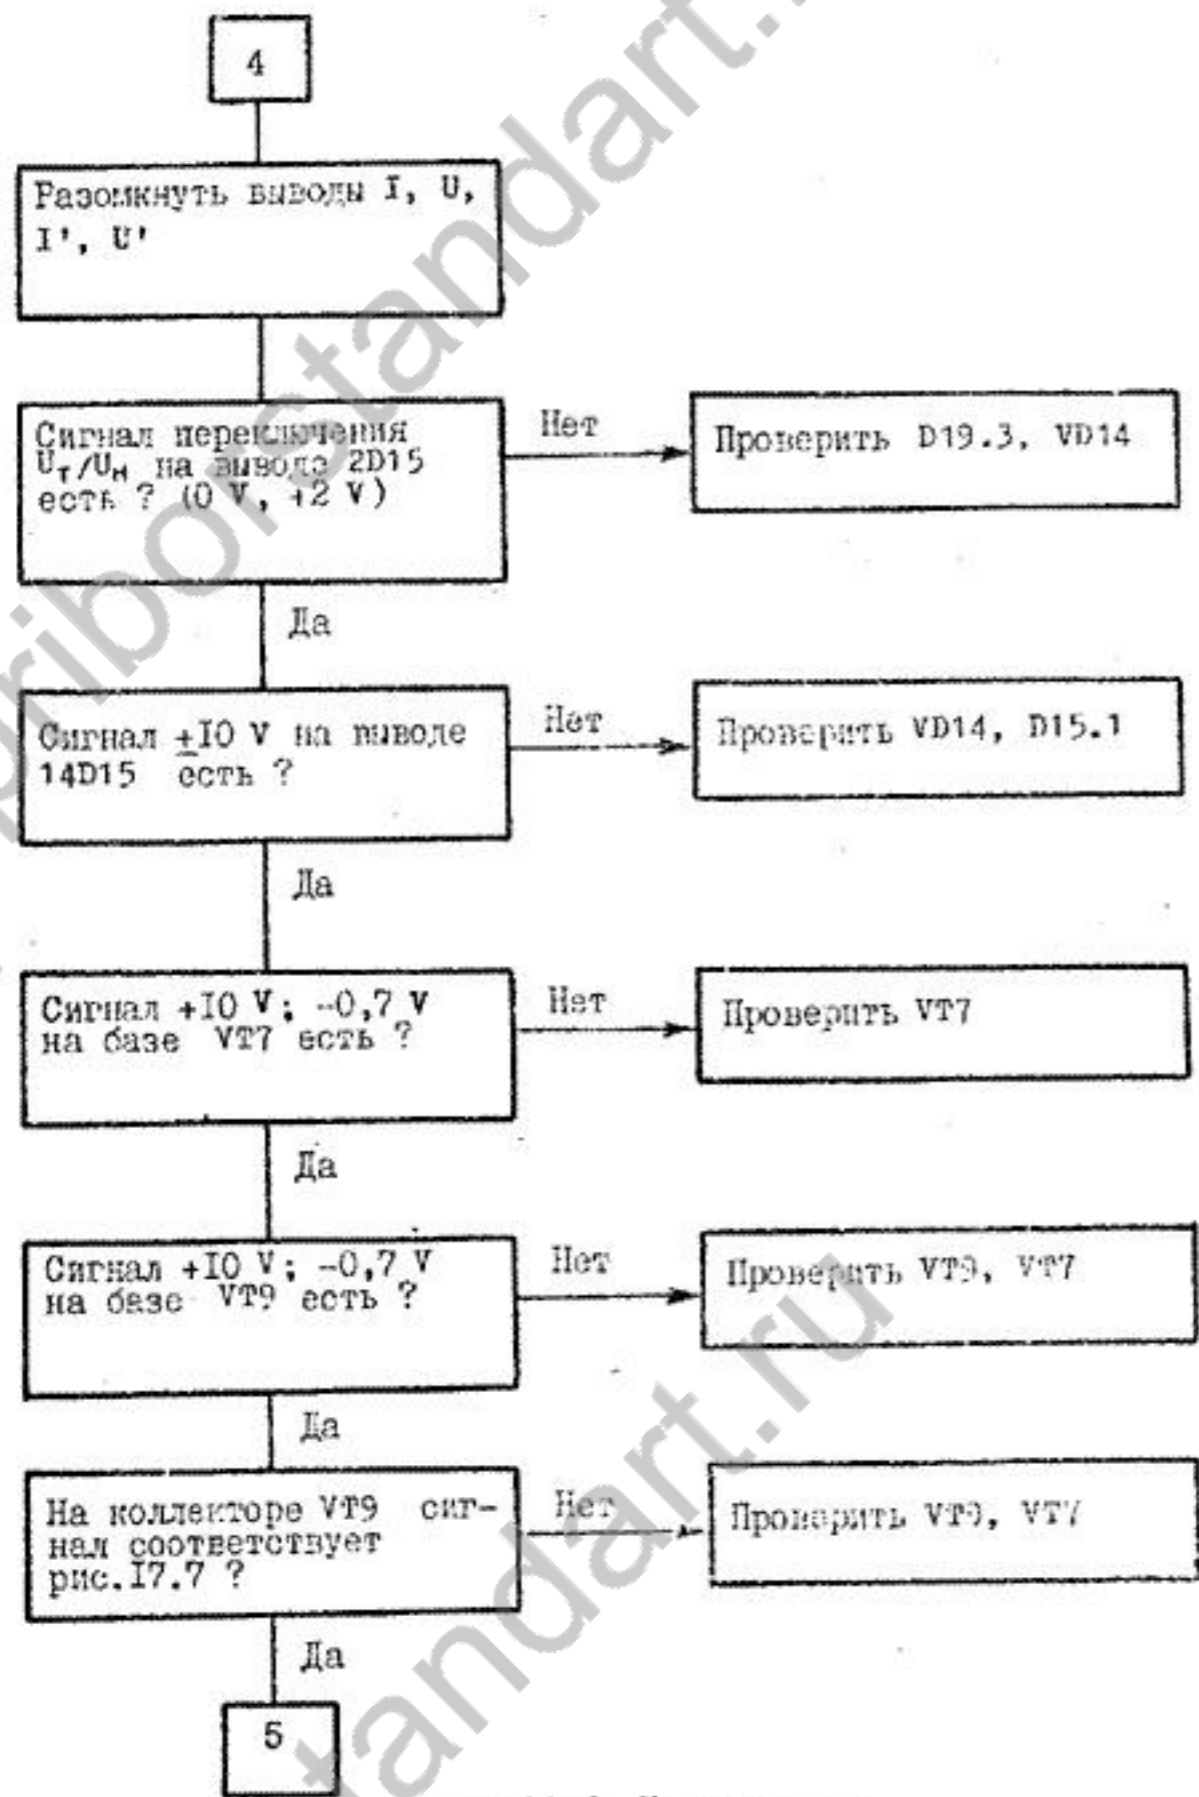 4
Разомкнуть выводы I, U,
I', U'
Сигнал переключения
Uт/Uн на выводе 2D15
есть ? (0 V, +2 V)
Нет
Проверить D19.3, VD14
Да
Сигнал ±10 V на выводе
14D15 есть ?
Нет
Проверить VD14, D15.1
Да
Сигнал +10 V; -0,7 V
на базе VT7 есть ?
Нет
Проверить VT7
Да
Сигнал +10 V; -0,7 V
на базе VT9 есть ?
Нет
Проверить VT9, VT7
Да
На коллекторе VT9 сиг-
нал соответствует
рис.17.7 ?
Нет
Проверить VT9, VT7
Да
5
priborstandart.
standart.ru